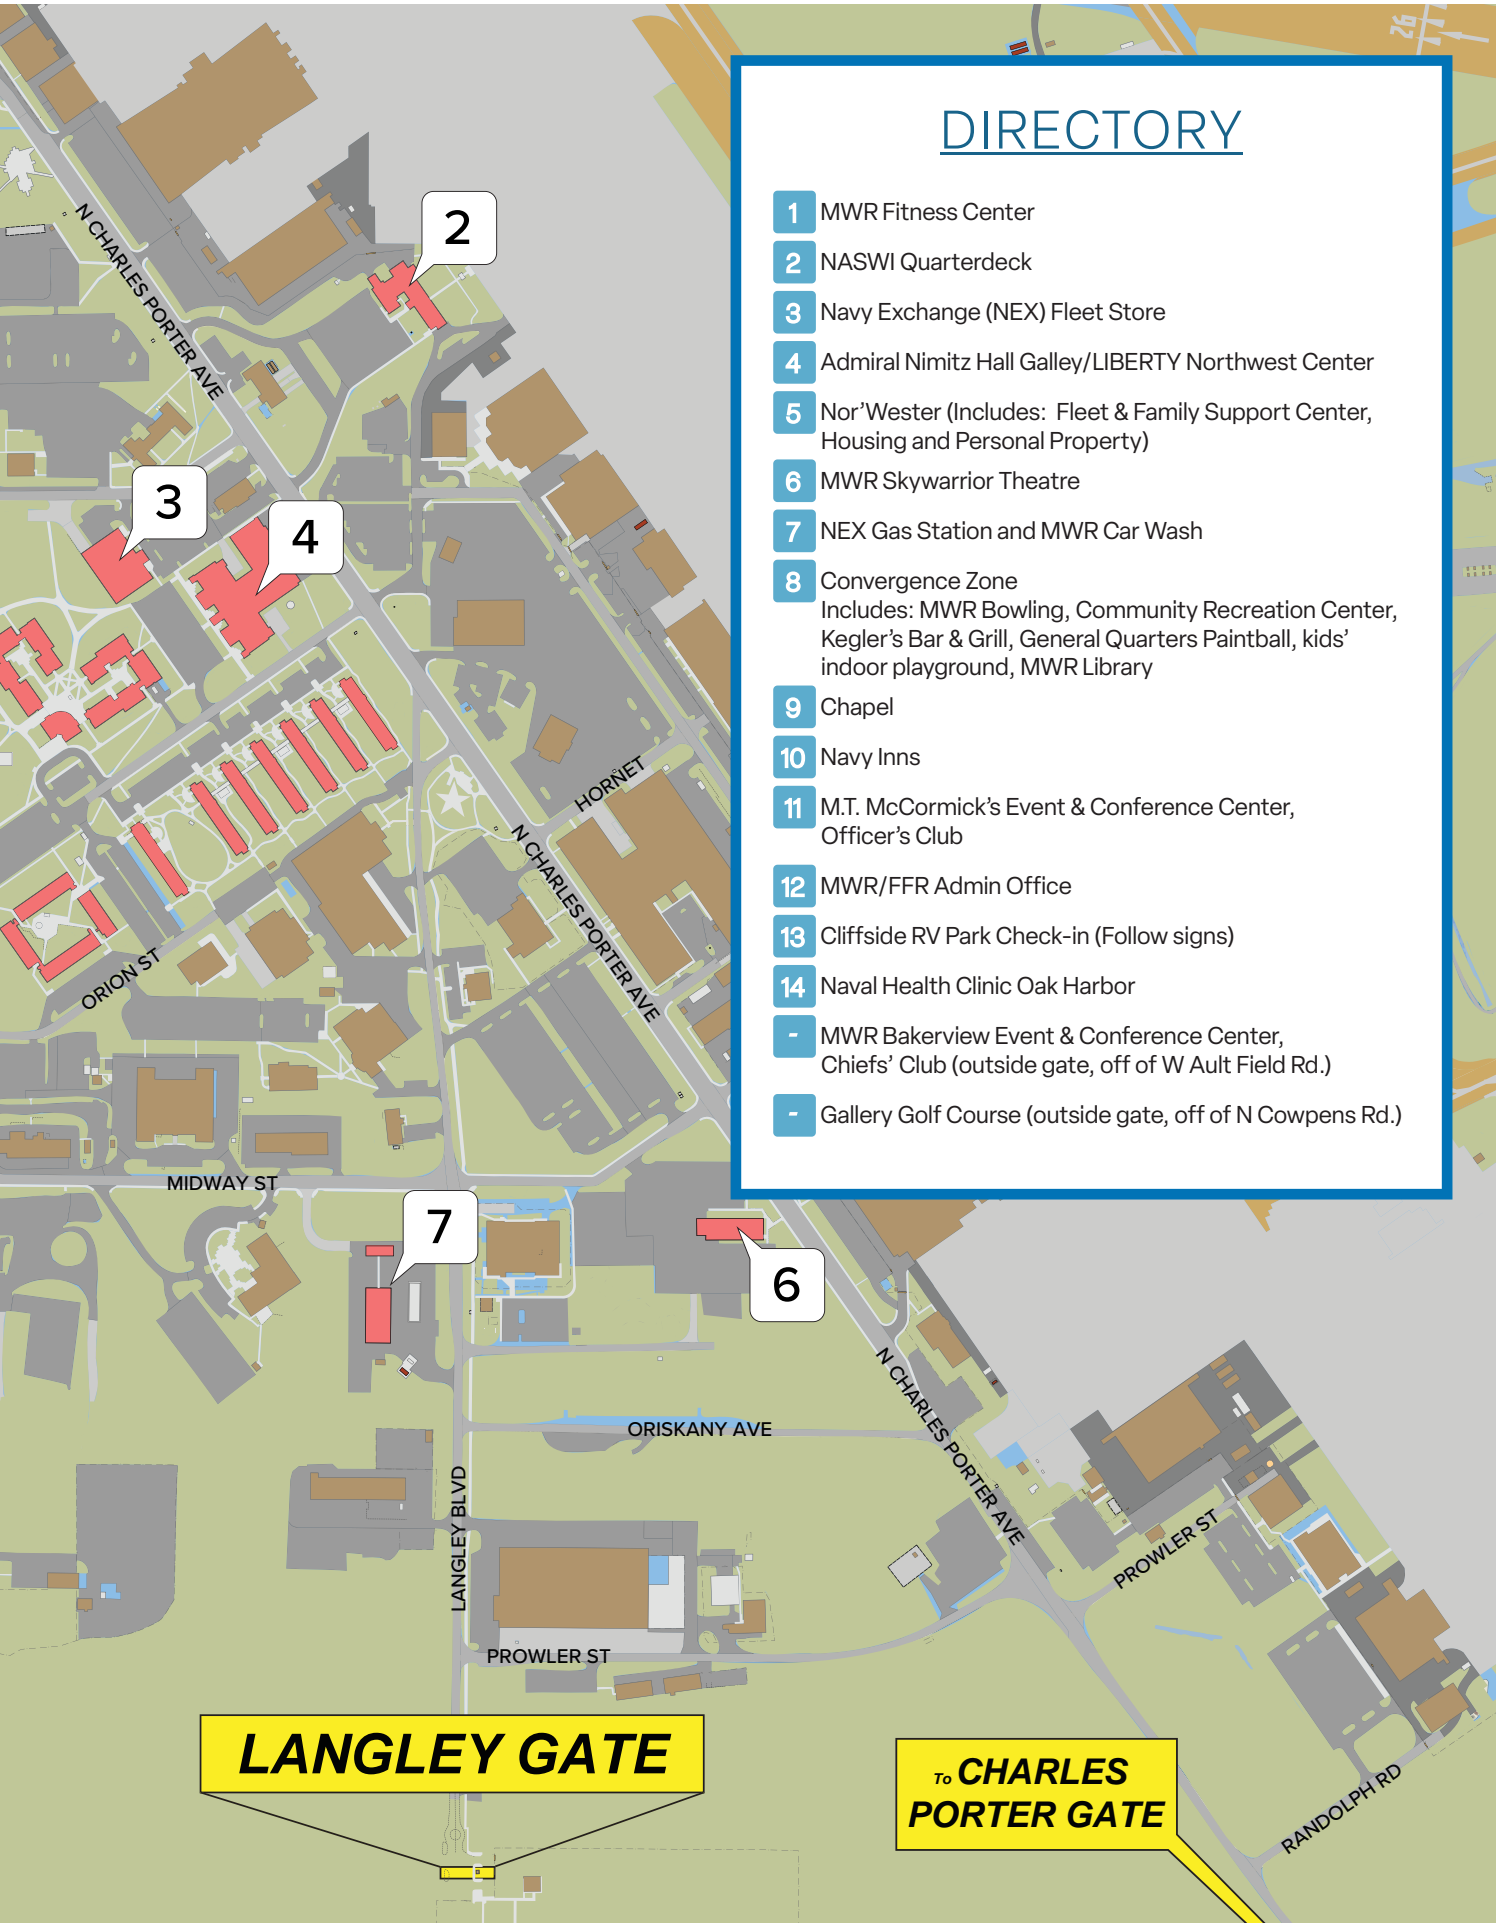 26
DIRECTORY
1 MWR Fitness Center
2 NASWI Quarterdeck
3 Navy Exchange (NEX) Fleet Store
4 Admiral Nimitz Hall Galley/LIBERTY Northwest Center
5 Nor’Wester (Includes: Fleet & Family Support Center,
Housing and Personal Property)
6 MWR Skywarrior Theatre
7 NEX Gas Station and MWR Car Wash
8 Convergence Zone
Includes: MWR Bowling, Community Recreation Center,
Kegler’s Bar & Grill, General Quarters Paintball, kids’
indoor playground, MWR Library
9 Chapel
10 Navy Inns
11 M.T. McCormick’s Event & Conference Center,
Officer’s Club
12 MWR/FFR Admin Office
13 Cliffside RV Park Check-in (Follow signs)
14 Naval Health Clinic Oak Harbor
- MWR Bakerview Event & Conference Center,
Chiefs’ Club (outside gate, off of W Ault Field Rd.)
- Gallery Golf Course (outside gate, off of N Cowpens Rd.)
N CHARLES PORTER AVE
2
3
4
HORNET
N CHARLES PORTER AVE
ORION ST
MIDWAY ST
7
6
N CHARLES PORTER AVE
ORISKANY AVE
LANGLEY BLVD
PROWLER ST
PROWLER ST
LANGLEY GATE
To CHARLES
PORTER GATE
RANDOLPH RD